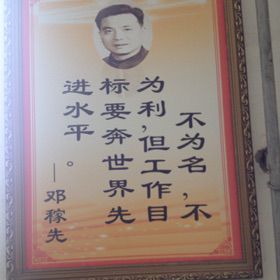 不为名，不
为利，但工作目
标要奔世界先
进水平。
——邓稼先